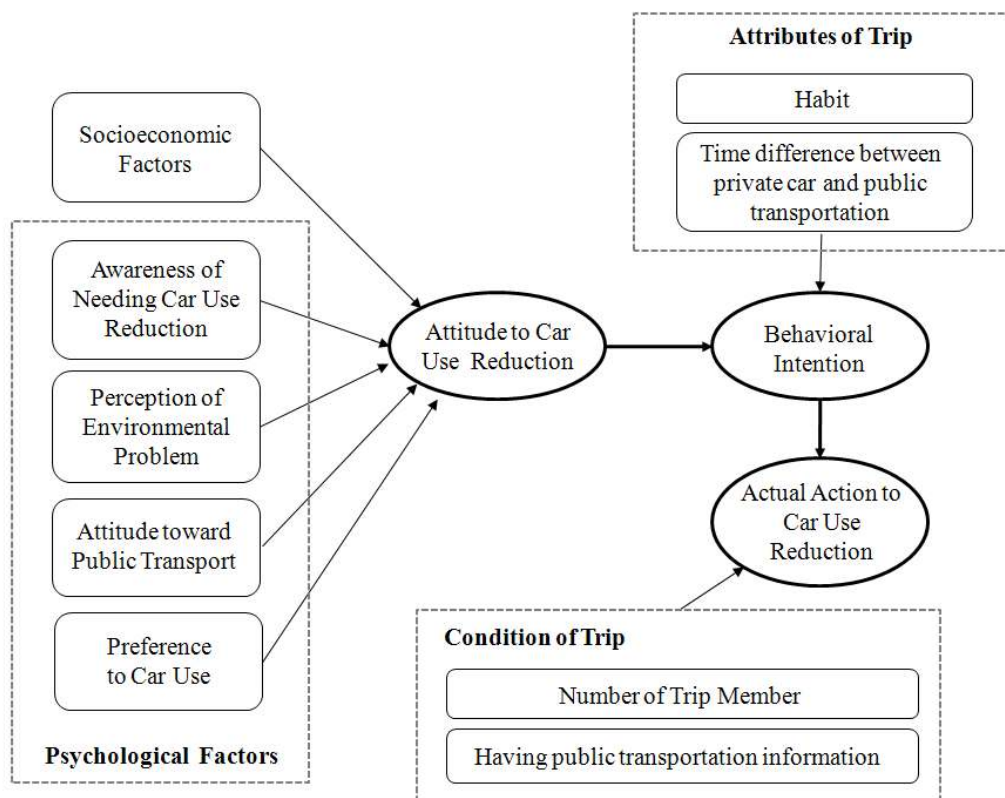 Attributes of Trip
Habit
Time difference between
private car and public
transportation
Socioeconomic
Factors
Awareness of
Needing Car Use
Reduction
Perception of
Environmental
Problem
Attitude toward
Public Transport
Preference
to Car Use
Psychological Factors
Attitude to Car
Use Reduction
Behavioral
Intention
Actual Action to
Car Use
Reduction
Condition of Trip
Number of Trip Member
Having public transportation information